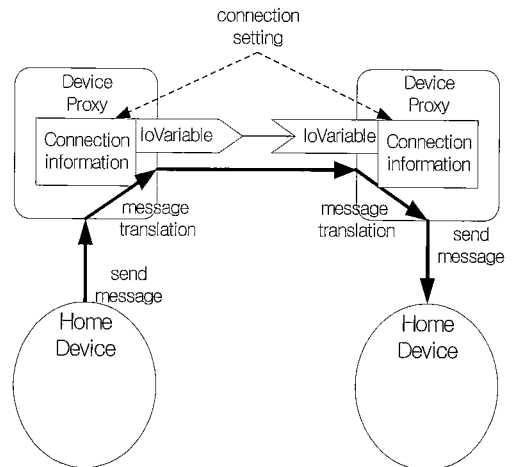 connection
setting
Device
Proxy
Connection
information
IoVariable
IoVariable
Device
Proxy
Connection
information
message
translation
message
translation
send
message
send
message
Home
Device
Home
Device